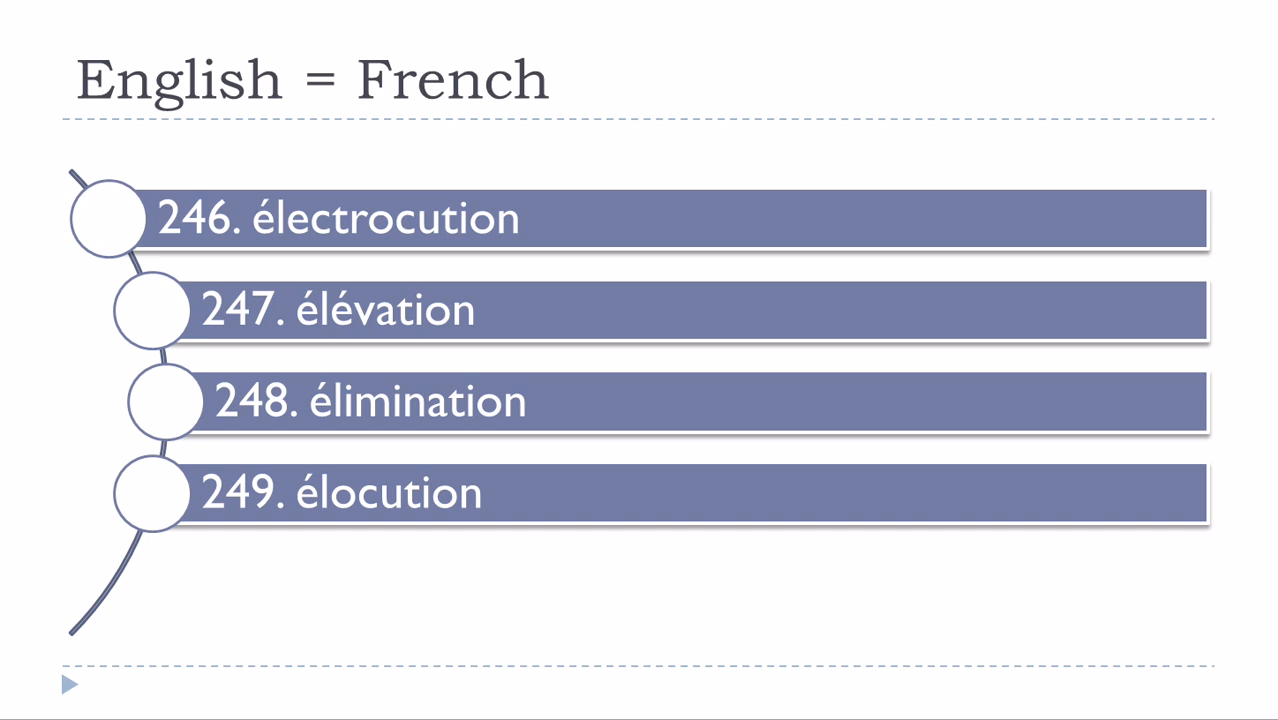 English = French
246. électrocution
247. élévation
248. élimination
249. élocution